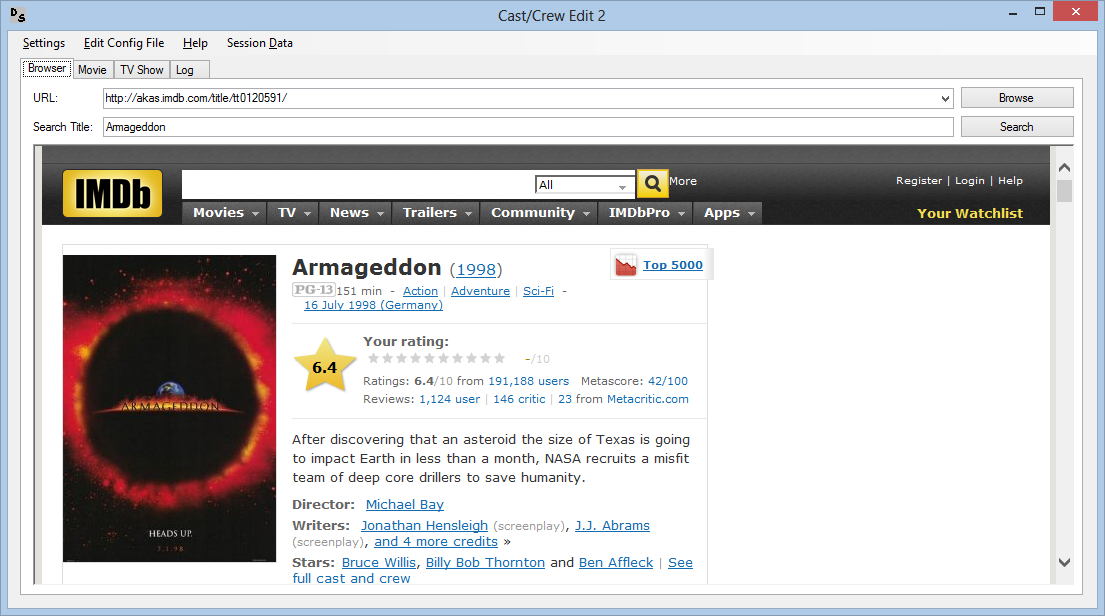 DS
Cast/Crew Edit 2
Settings Edit Config File Help Session Data
Browser Movie TV Show Log
URL: http://akas.imdb.com/title/tt0120591/ Browse
Search Title: Armageddon Search
IMDb All More Register | Login | Help
Movies TV News Trailers Community IMDbPro Apps Your Watchlist
Armageddon (1998) Top 5000
PG-13 151 min - Action | Adventure | Sci-Fi -
16 July 1998 (Germany)
Your rating:
-/10
6.4
Ratings: 6.4/10 from 191,188 users Metascore: 42/100
Reviews: 1,124 user | 146 critic | 23 from Metacritic.com
ARMAGEDDON
HEADS UP.
7.1.98
After discovering that an asteroid the size of Texas is going
to impact Earth in less than a month, NASA recruits a misfit
team of deep core drillers to save humanity.
Director: Michael Bay
Writers: Jonathan Hensleigh (screenplay), J.J. Abrams
(screenplay), and 4 more credits »
Stars: Bruce Willis, Billy Bob Thornton and Ben Affleck | See
full cast and crew